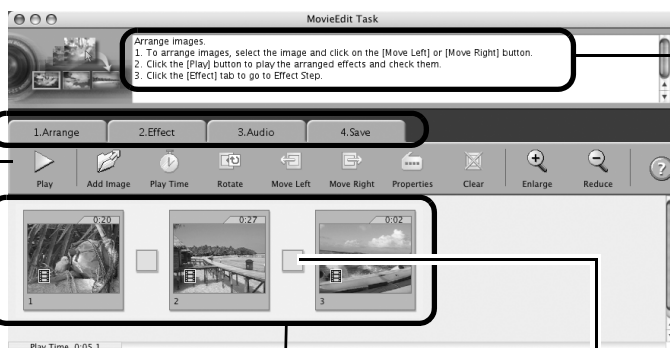 MovieEdit Task
Arrange images.
1. To arrange images, select the image and click on the [Move Left] or [Move Right] button.
2. Click the [Play] button to play the arranged effects and check them.
3. Click the [Effect] tab to go to Effect Step.
1.Arrange 2.Effect 3.Audio 4.Save
Play Add Image Play Time Rotate Move Left Move Right Properties Clear Enlarge Reduce ?
0:20 0:27 0:02
1 2 3
Play Time 0:05.1